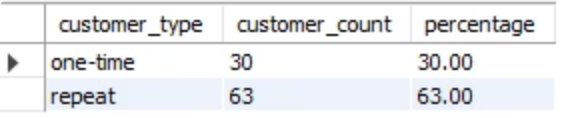 customer_type customer_count percentage
one-time 30 30.00
repeat 63 63.00